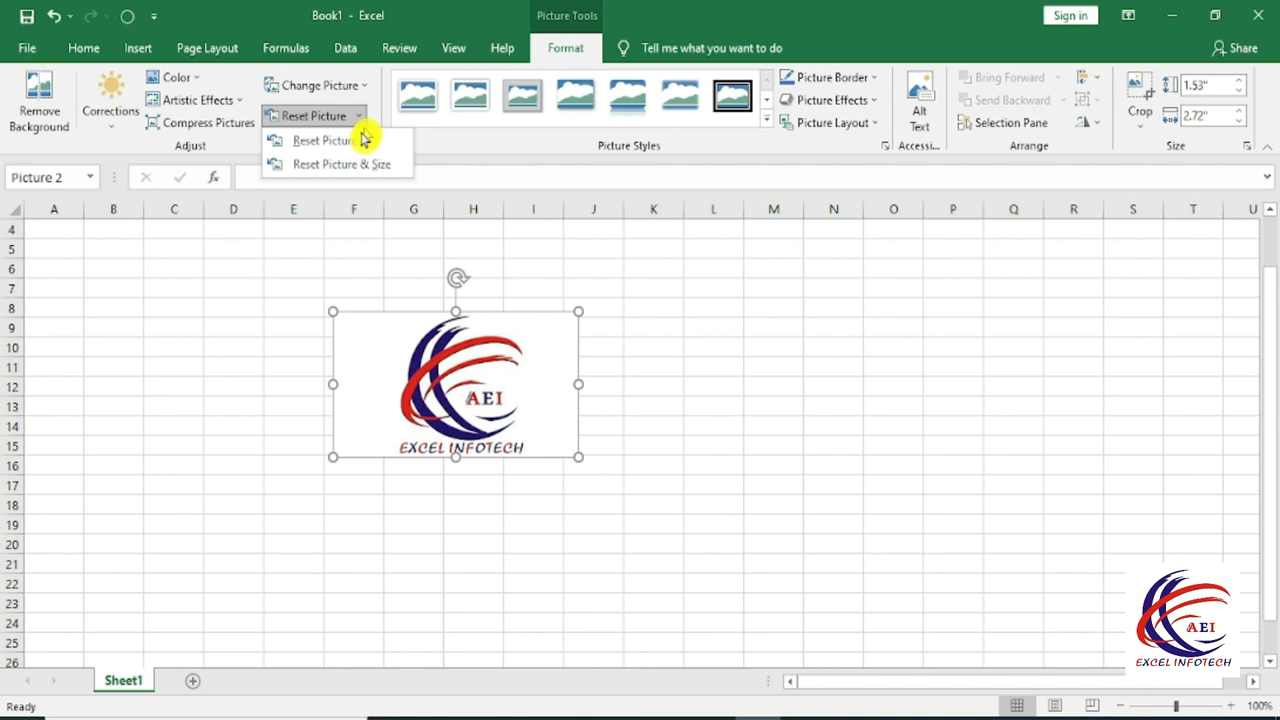 Book1 - Excel
Picture Tools
Sign in
File Home Insert Page Layout Formulas Data Review View Help Format Tell me what you want to do Share
Remove Background
Corrections
Color
Artistic Effects
Compress Pictures
Change Picture
Reset Picture
Adjust
Reset Picture
Reset Picture & Size
Picture Styles
Picture Border
Picture Effects
Picture Layout
Alt Text
Accessi...
Bring Forward
Send Backward
Selection Pane
Arrange
Crop
1.53"
2.72"
Size
Picture 2
fx
A B C D E F G H I J K L M N O P Q R S T U
4
5
6
7
8
9
10
11
12
13
14
15
16
17
18
19
20
21
22
23
24
25
26
AEI
EXCEL INFOTECH
AEI
EXCEL INFOTECH
Sheet1
Ready
100%